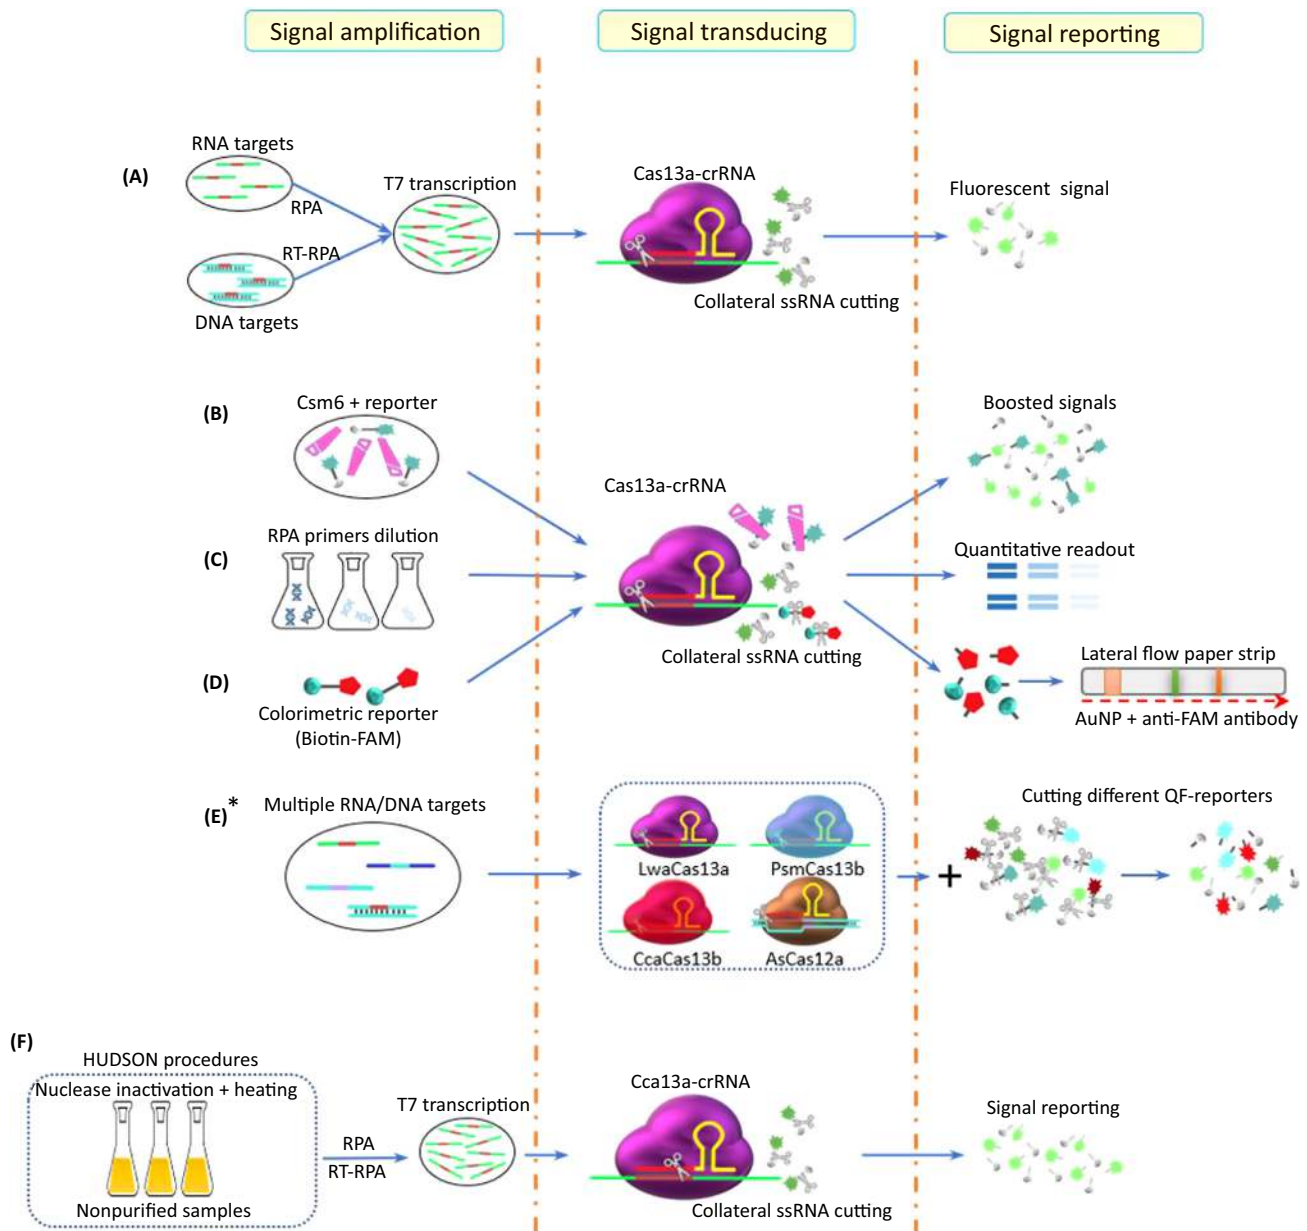 Signal amplification
Signal transducing
Signal reporting
(A)
RNA targets
RPA
T7 transcription
RT-RPA
DNA targets
Cas13a-crRNA
Collateral ssRNA cutting
Fluorescent signal
(B)
Csm6 + reporter
Boosted signals
Cas13a-crRNA
(C)
RPA primers dilution
Quantitative readout
Collateral ssRNA cutting
(D)
Colorimetric reporter
(Biotin-FAM)
Lateral flow paper strip
AuNP + anti-FAM antibody
(E)*
Multiple RNA/DNA targets
LwaCas13a
PsmCas13b
CcaCas13b
AsCas12a
Cutting different QF-reporters
+
(F)
HUDSON procedures
Nuclease inactivation + heating
Nonpurified samples
RPA
RT-RPA
T7 transcription
Cca13a-crRNA
Collateral ssRNA cutting
Signal reporting